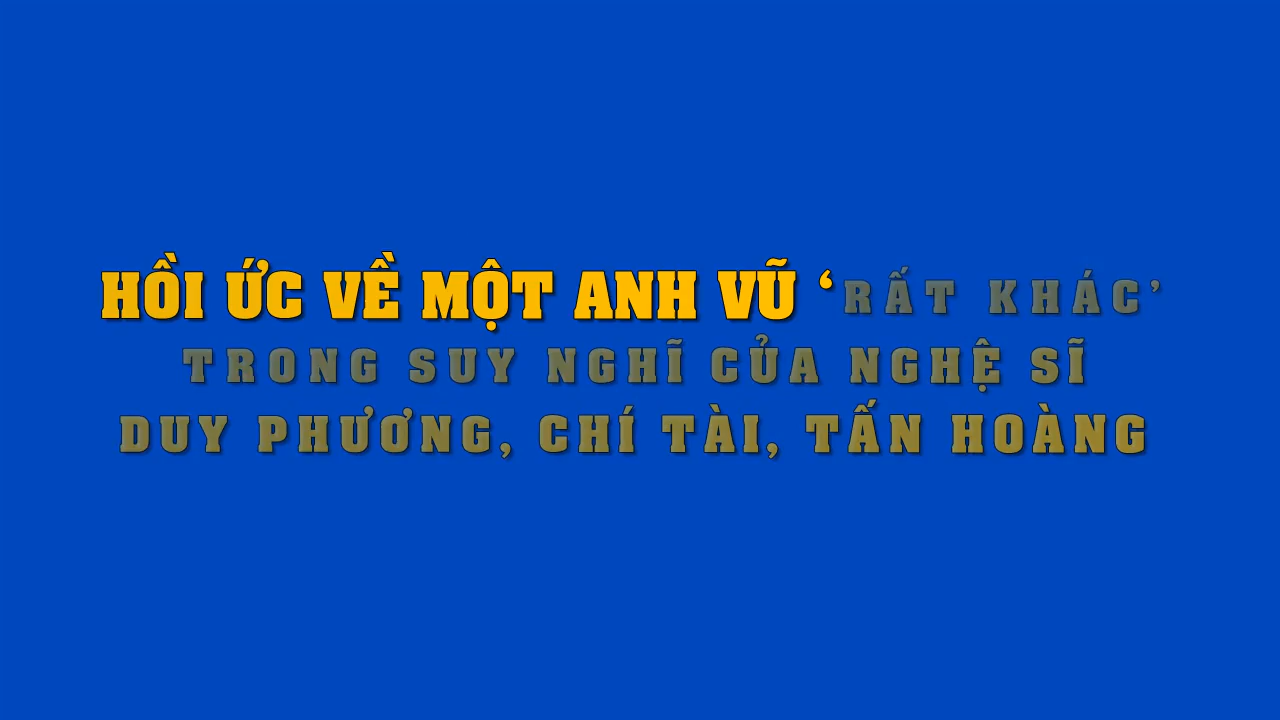 HỒI ỨC VỀ MỘT ANH VŨ ‘RẤT KHÁC’
TRONG SUY NGHĨ CỦA NGHỆ SĨ
DUY PHƯƠNG, CHÍ TÀI, TẤN HOÀNG